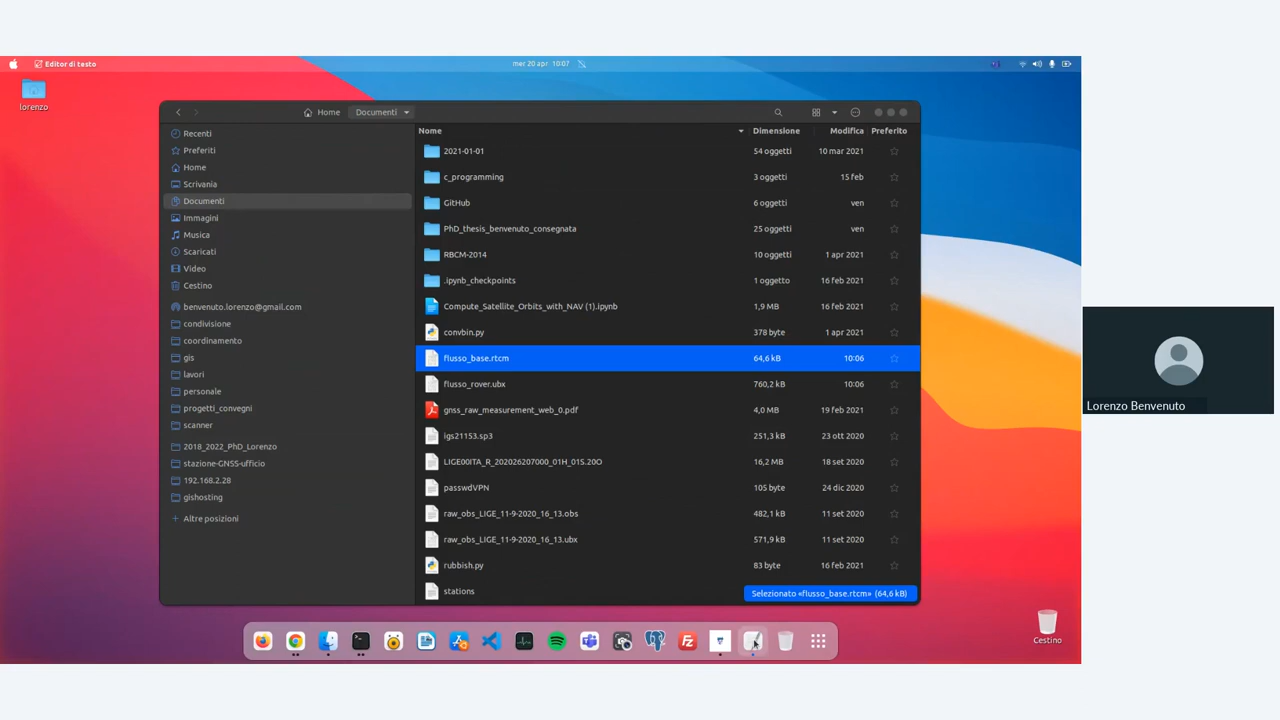 Editor di testo
mer 20 apr 10:07
lorenzo
Home
Documenti
Recenti
Preferiti
Home
Scrivania
Documenti
Immagini
Musica
Scaricati
Video
Cestino
benvenuto.lorenzo@gmail.com
condivisione
coordinamento
gis
lavori
personale
progetti_convegni
scanner
2018_2022_PhD_Lorenzo
stazione-GNSS-ufficio
192.168.2.28
gishosting
+ Altre posizioni
Nome Dimensione Modifica Preferito
2021-01-01 54 oggetti 10 mar 2021
c_programming 3 oggetti 15 feb
GitHub 6 oggetti ven
PhD_thesis_benvenuto_consegnata 25 oggetti ven
RBCM-2014 10 oggetti 1 apr 2021
.ipynb_checkpoints 1 oggetto 16 feb 2021
Compute_Satellite_Orbits_with_NAV (1).ipynb 1,9 MB 16 feb 2021
convbin.py 378 byte 1 apr 2021
flusso_base.rtcm 64,6 kB 10:06
flusso_rover.ubx 760,2 kB 10:06
gnss_raw_measurement_web_0.pdf 4,0 MB 19 feb 2021
igs21153.sp3 251,3 kB 23 ott 2020
LIGE00ITA_R_202026207000_01H_01S.20O 16,2 MB 18 set 2020
passwdVPN 105 byte 24 dic 2020
raw_obs_LIGE_11-9-2020_16_13.obs 482,1 kB 11 set 2020
raw_obs_LIGE_11-9-2020_16_13.ubx 571,9 kB 11 set 2020
rubbish.py 83 byte 16 feb 2021
stations
Selezionato «flusso_base.rtcm» (64,6 kB)
Cestino
Lorenzo Benvenuto